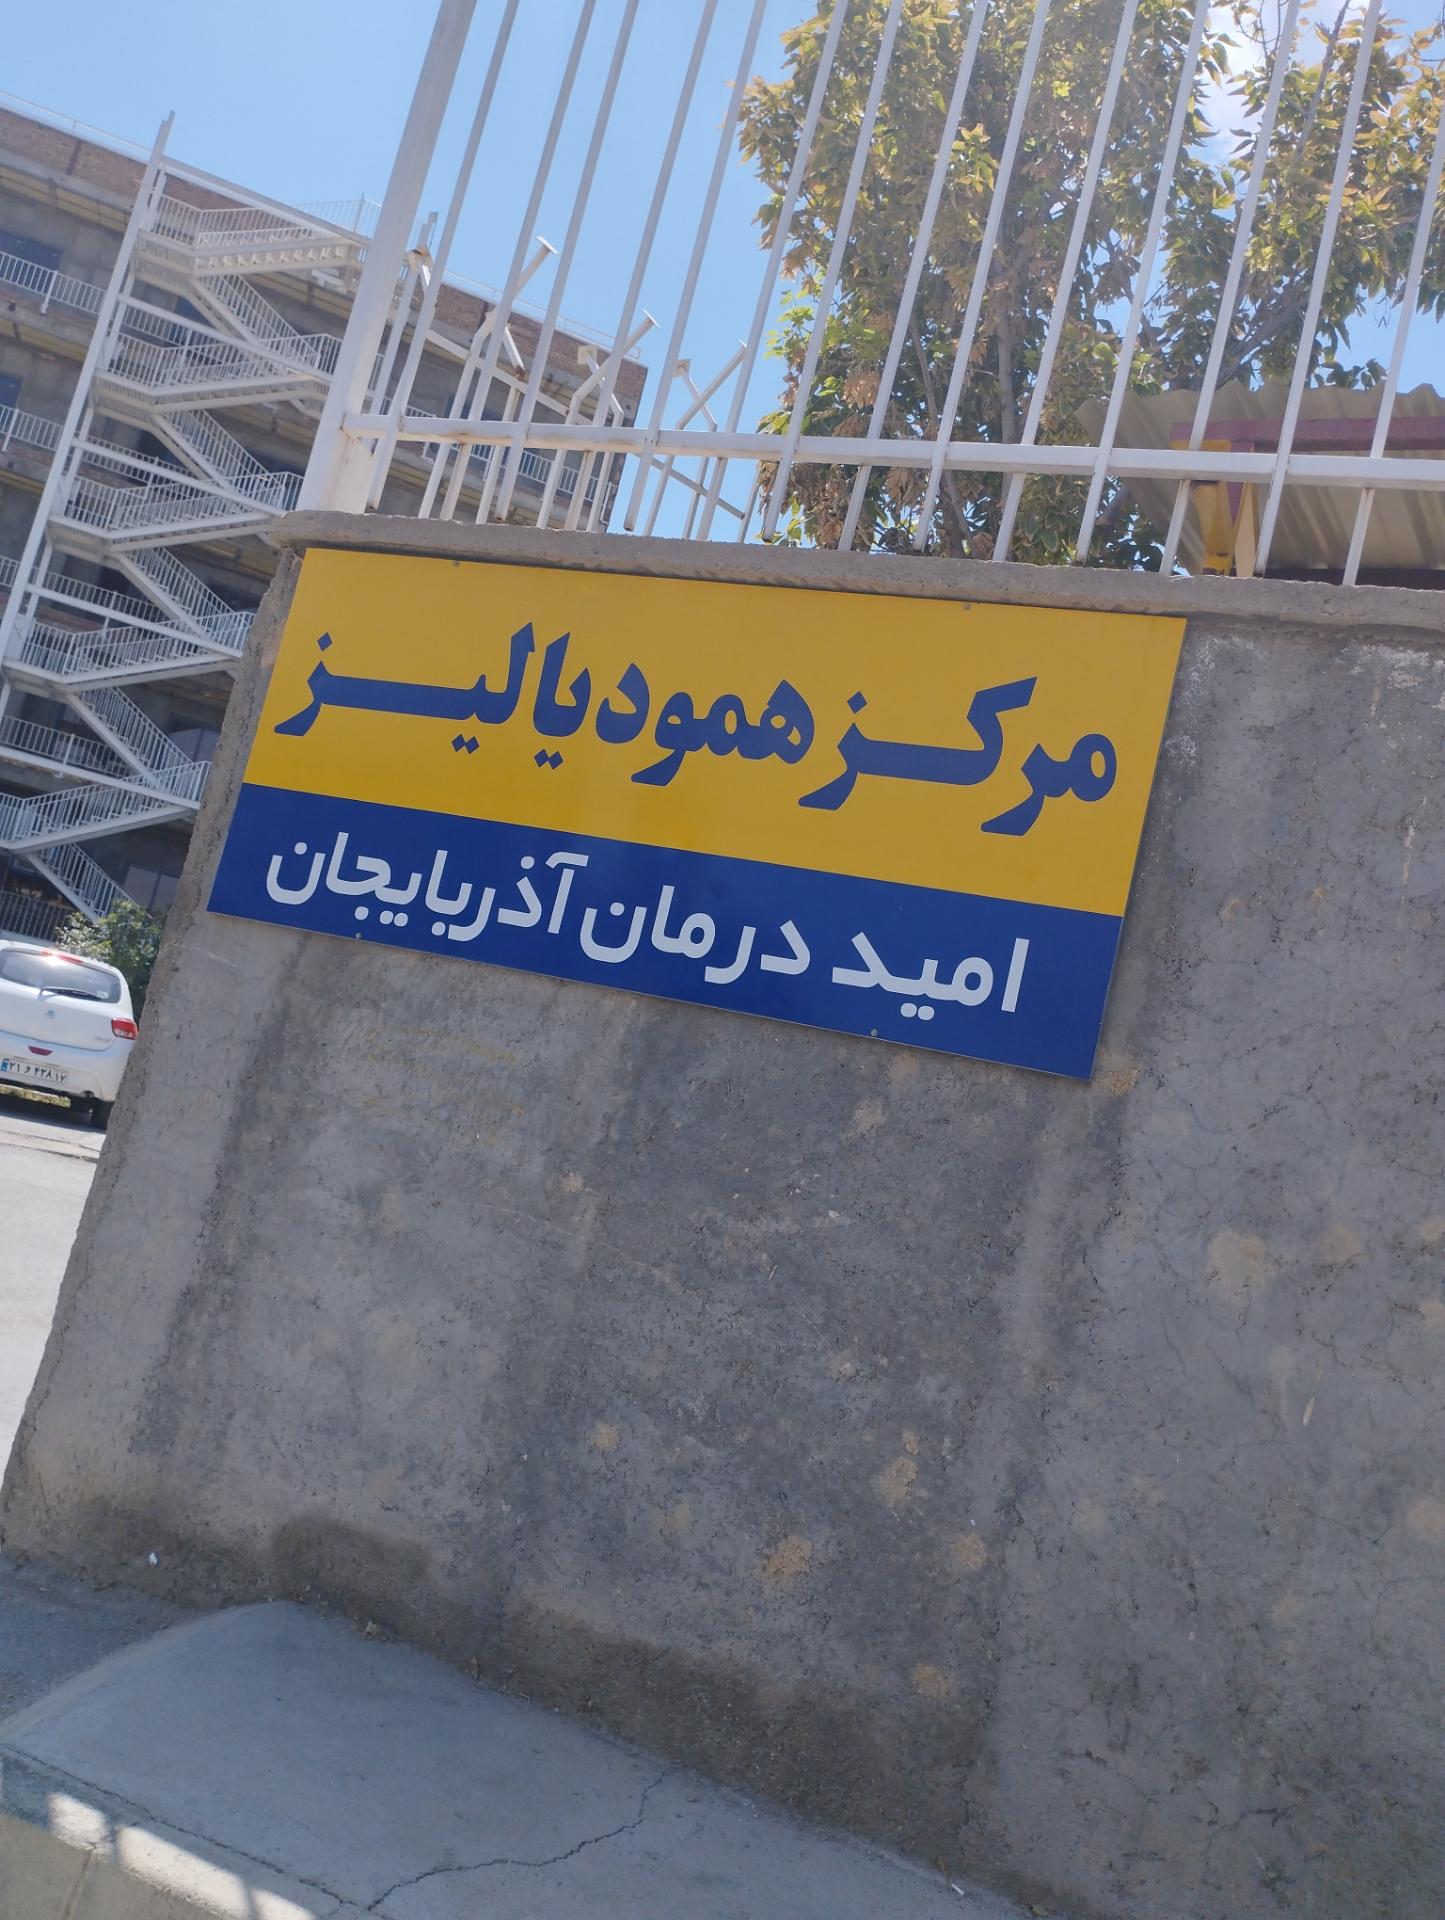 مرکز همودیالیز
امید درمان آذربایجان